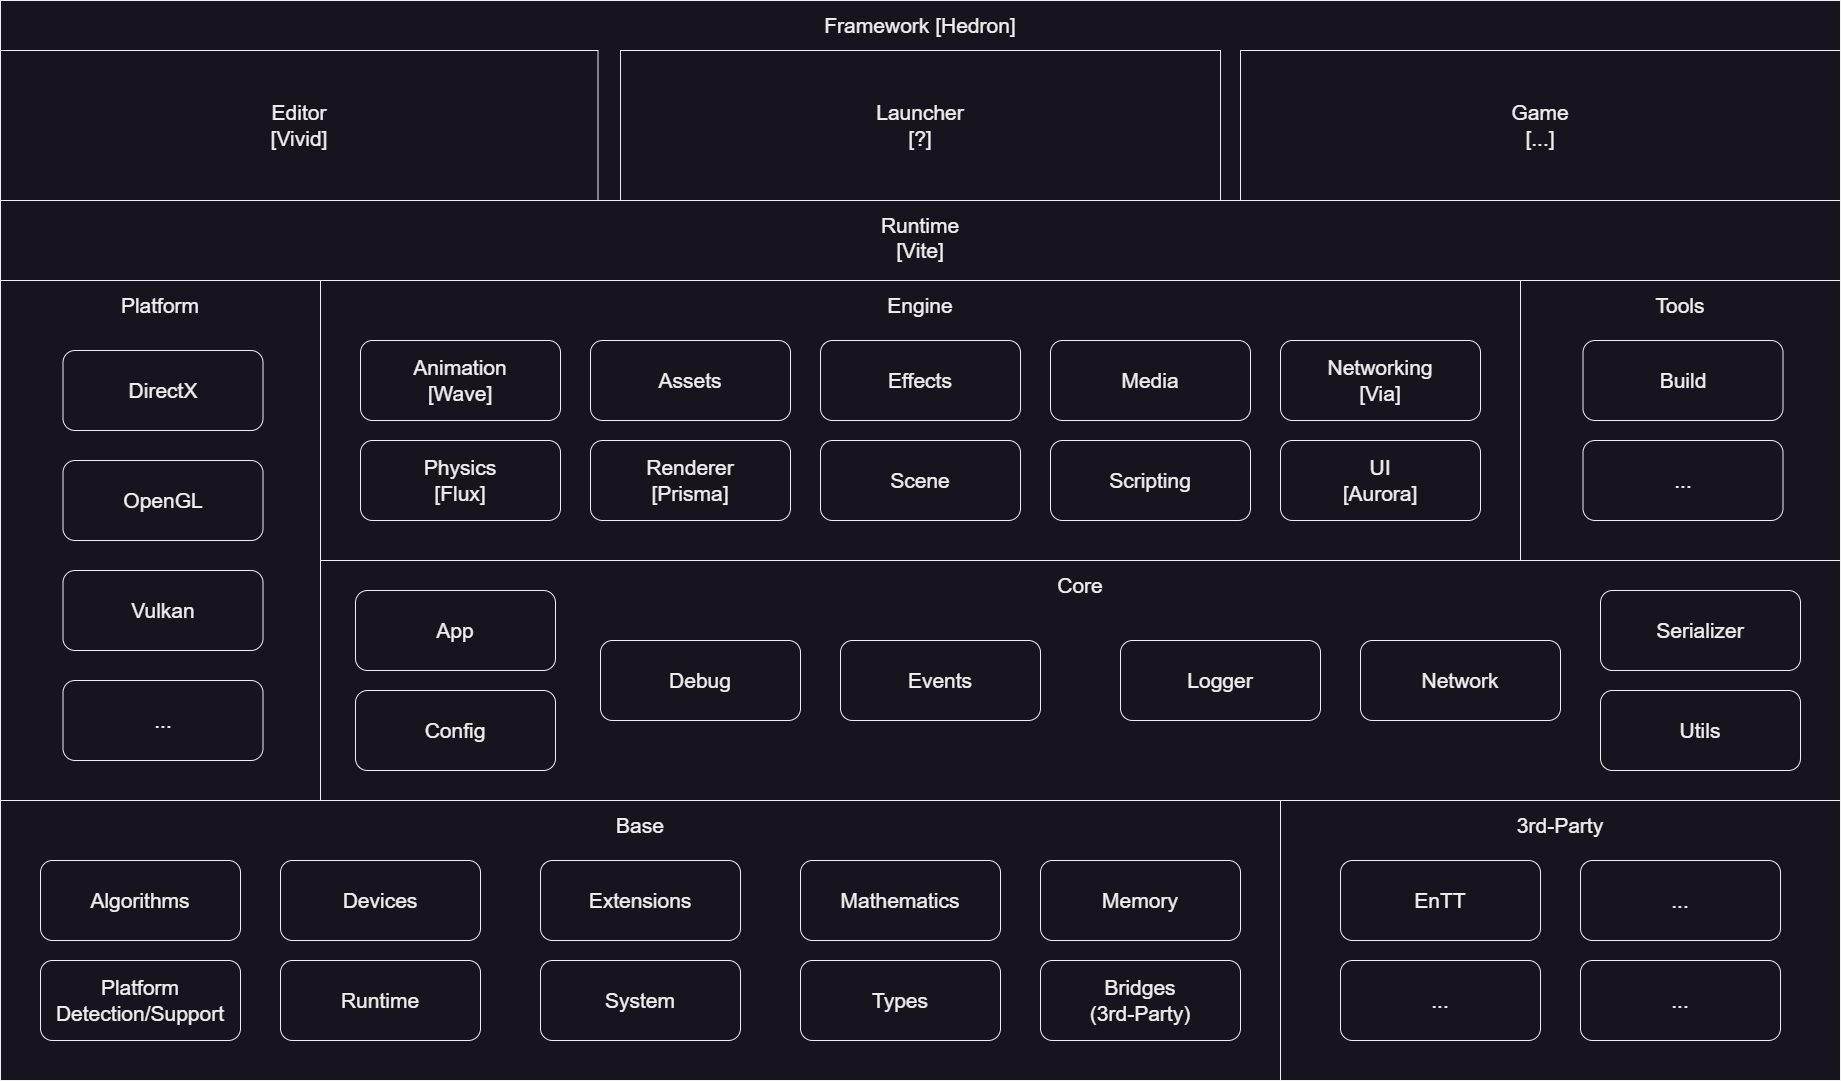 Framework [Hedron]
Editor
[Vivid]
Launcher
[?]
Game
[...]
Runtime
[Vite]
Platform
DirectX
OpenGL
Vulkan
...
Engine
Animation
[Wave]
Assets
Effects
Media
Networking
[Via]
Physics
[Flux]
Renderer
[Prisma]
Scene
Scripting
UI
[Aurora]
Tools
Build
...
Core
App
Config
Debug
Events
Logger
Network
Serializer
Utils
Base
Algorithms
Devices
Extensions
Mathematics
Memory
Platform
Detection/Support
Runtime
System
Types
Bridges
(3rd-Party)
3rd-Party
EnTT
...
...
...